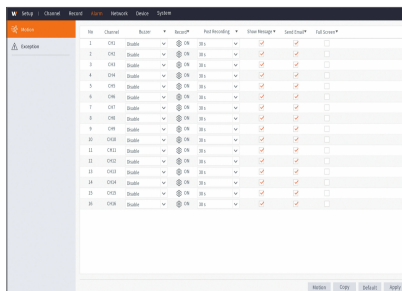 W Setup Channel Record Alarm Network Device System
Motion
Exception
No Channel Buzzer Record Post Recording Show Message Send Email Full Screen
1 CH1 Disable ON 30 s
2 CH2 Disable ON 30 s
3 CH3 Disable ON 30 s
4 CH4 Disable ON 30 s
5 CH5 Disable ON 30 s
6 CH6 Disable ON 30 s
7 CH7 Disable ON 30 s
8 CH8 Disable ON 30 s
9 CH9 Disable ON 30 s
10 CH10 Disable ON 30 s
11 CH11 Disable ON 30 s
12 CH12 Disable ON 30 s
13 CH13 Disable ON 30 s
14 CH14 Disable ON 30 s
15 CH15 Disable ON 30 s
16 CH16 Disable ON 30 s
Motion Copy Default Apply